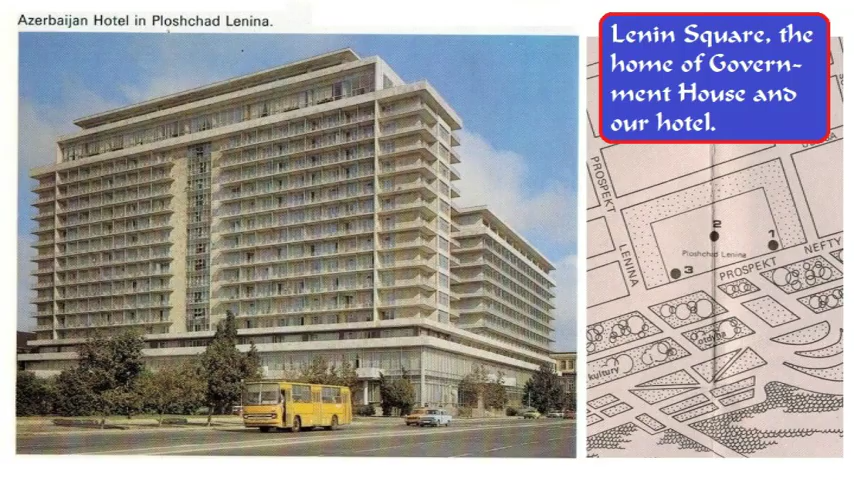 Azerbaijan Hotel in Ploshchad Lenina.
Lenin Square, the
home of Govern-
ment House and
our hotel.
PROSPEKT
LENINA
2
1
Ploshchad Lenina
3
PROSPEKT
NEFTY
otdyha
kultury